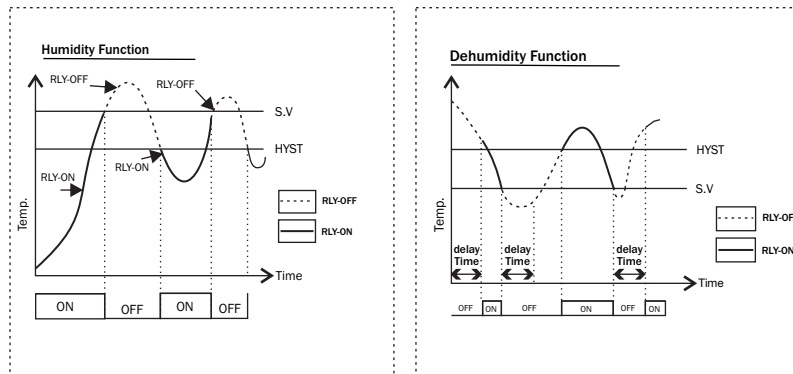 Humidity Function
RLY-OFF
RLY-OFF
S.V
HYST
RLY-ON
RLY-ON
RLY-OFF
RLY-ON
Temp.
Time
ON
OFF
ON
OFF
Dehumidity Function
HYST
S.V
RLY-OF
RLY-ON
Temp.
delay
Time
delay
Time
delay
Time
Time
OFF
ON
OFF
ON
OFF
ON